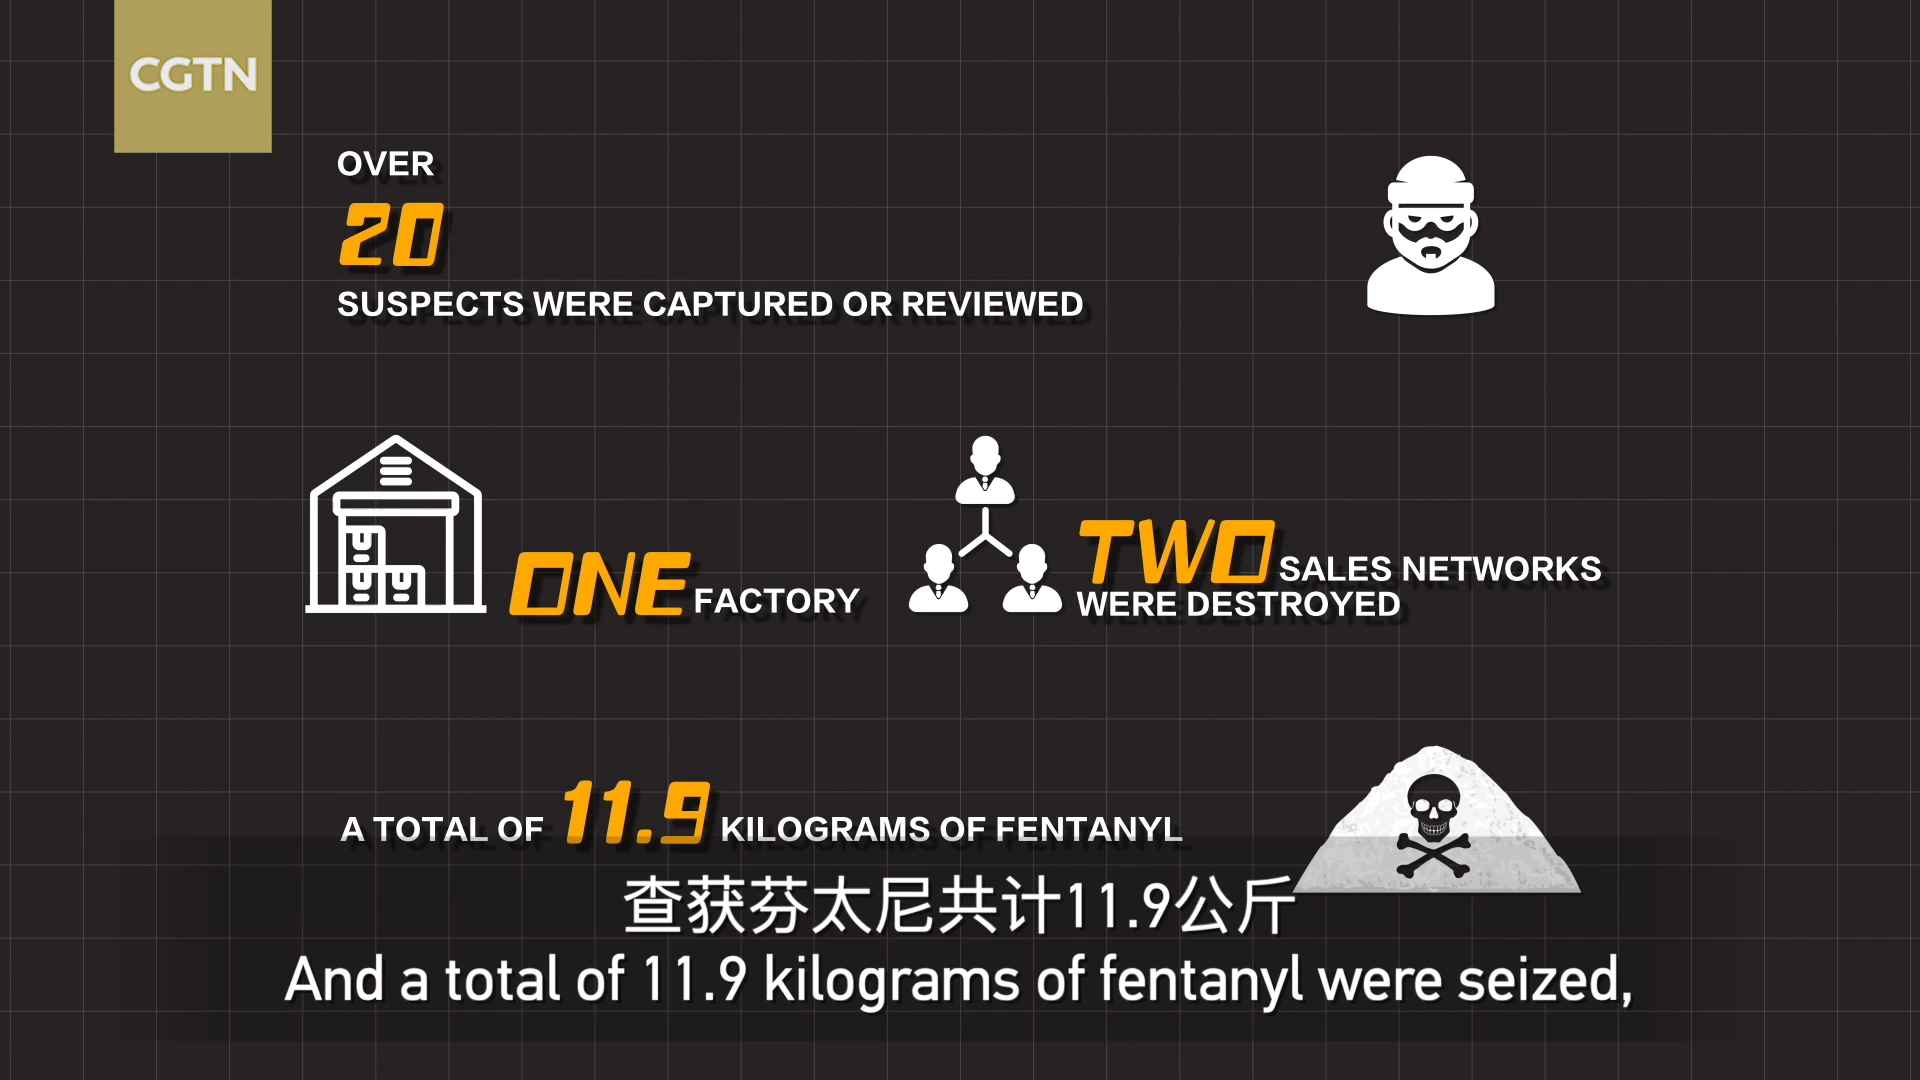 CGTN
OVER
20
SUSPECTS WERE CAPTURED OR REVIEWED
ONE FACTORY
TWO SALES NETWORKS
WERE DESTROYED
A TOTAL OF 11.9 KILOGRAMS OF FENTANYL
查获芬太尼共计11.9公斤
And a total of 11.9 kilograms of fentanyl were seized,